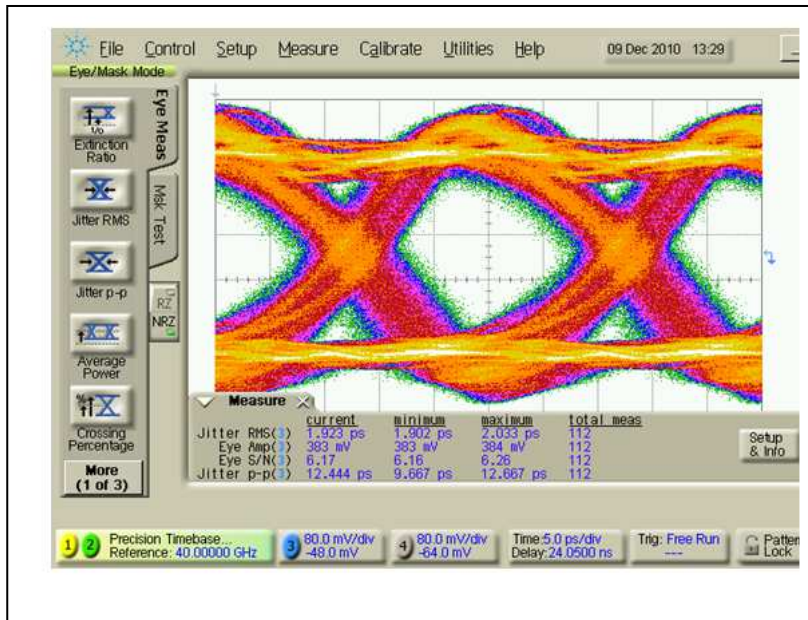 File Control Setup Measure Calibrate Utilities Help 09 Dec 2010 13:29
Eye/Mask Mode
Eye Meas
Msk Test
Extinction
Ratio
Jitter RMS
Jitter p-p
RZ
NRZ
Average
Power
Crossing
Percentage
More
(1 of 3)
Measure
current minimum maximum total meas
Jitter RMS(3) 1.923 ps 1.902 ps 2.033 ps 112
Eye Amp(3) 383 mV 383 mV 384 mV 112
Eye S/N(3) 6.17 6.16 6.26 112
Jitter p-p(3) 12.444 ps 9.667 ps 12.667 ps 112
Setup
& Info
1 2 Precision Timebase...
Reference: 40.00000 GHz
3 80.0 mV/div
-48.0 mV
4 80.0 mV/div
-64.0 mV
Time:5.0 ps/div
Delay:24.0500 ns
Trig: Free Run
---
Patter
Lock